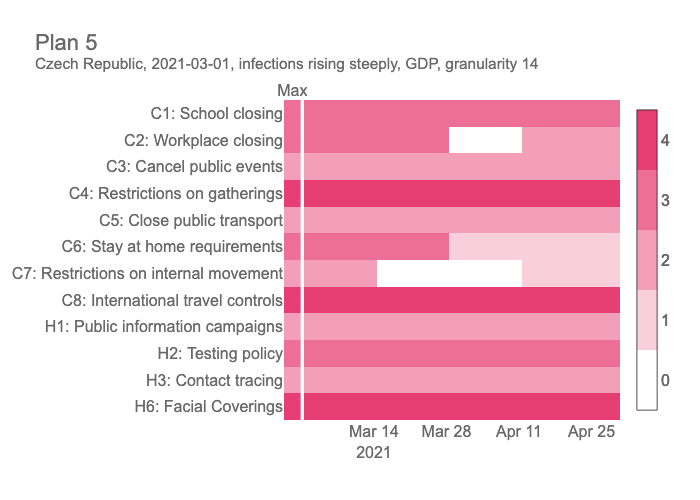 Plan 5
Czech Republic, 2021-03-01, infections rising steeply, GDP, granularity 14
Max
C1: School closing
C2: Workplace closing
C3: Cancel public events
C4: Restrictions on gatherings
C5: Close public transport
C6: Stay at home requirements
C7: Restrictions on internal movement
C8: International travel controls
H1: Public information campaigns
H2: Testing policy
H3: Contact tracing
H6: Facial Coverings
Mar 14 Mar 28 Apr 11 Apr 25
2021
4
3
2
1
0